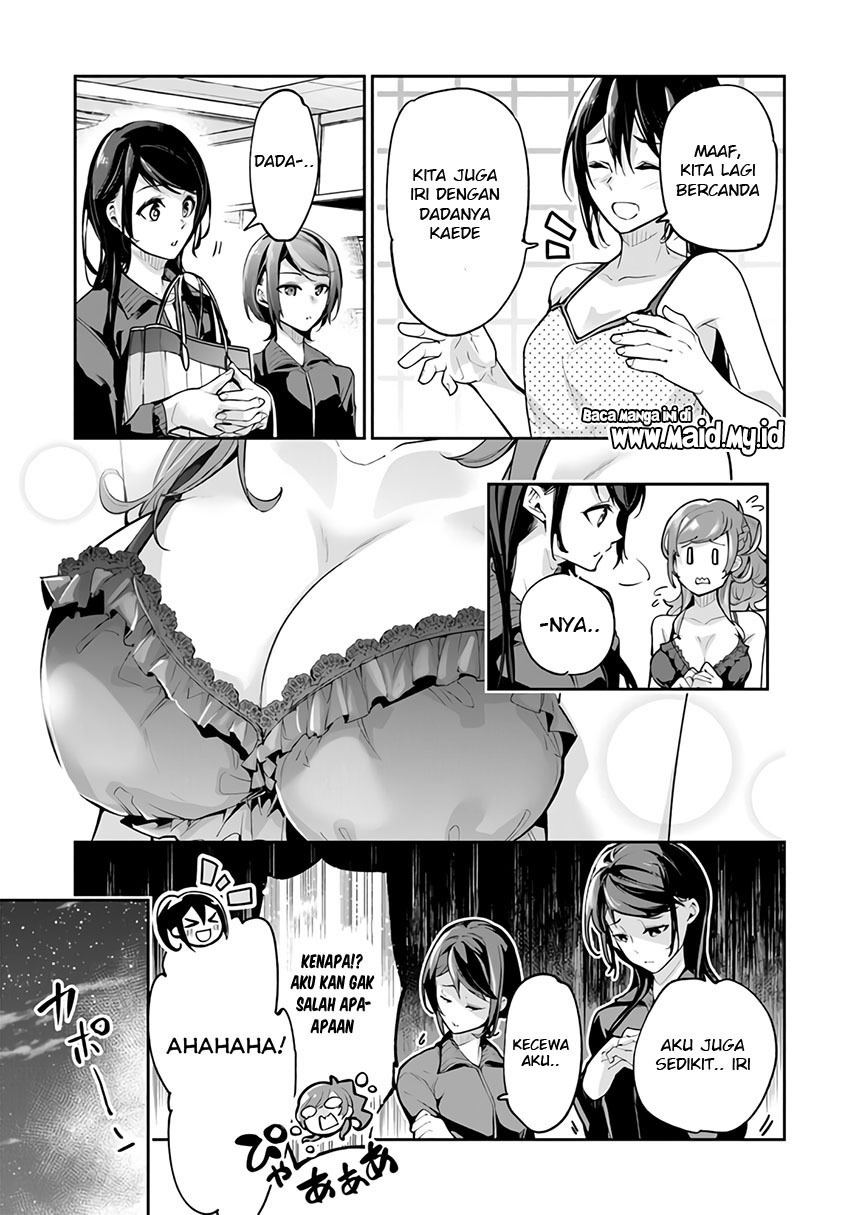 MAAF,
KITA LAGI
BERCANDA
KITA JUGA
IRI DENGAN
DADANYA
KAEDE
Baca Manga ini di
www.Maid.My.id
DADA-..
-NYA..
AKU JUGA
SEDIKIT.. IRI
KECEWA
AKU..
KENAPA!?
AKU KAN GAK
SALAH APA-
APAAN
AHAHAHA!
ぴゃ
あああ
カポーン